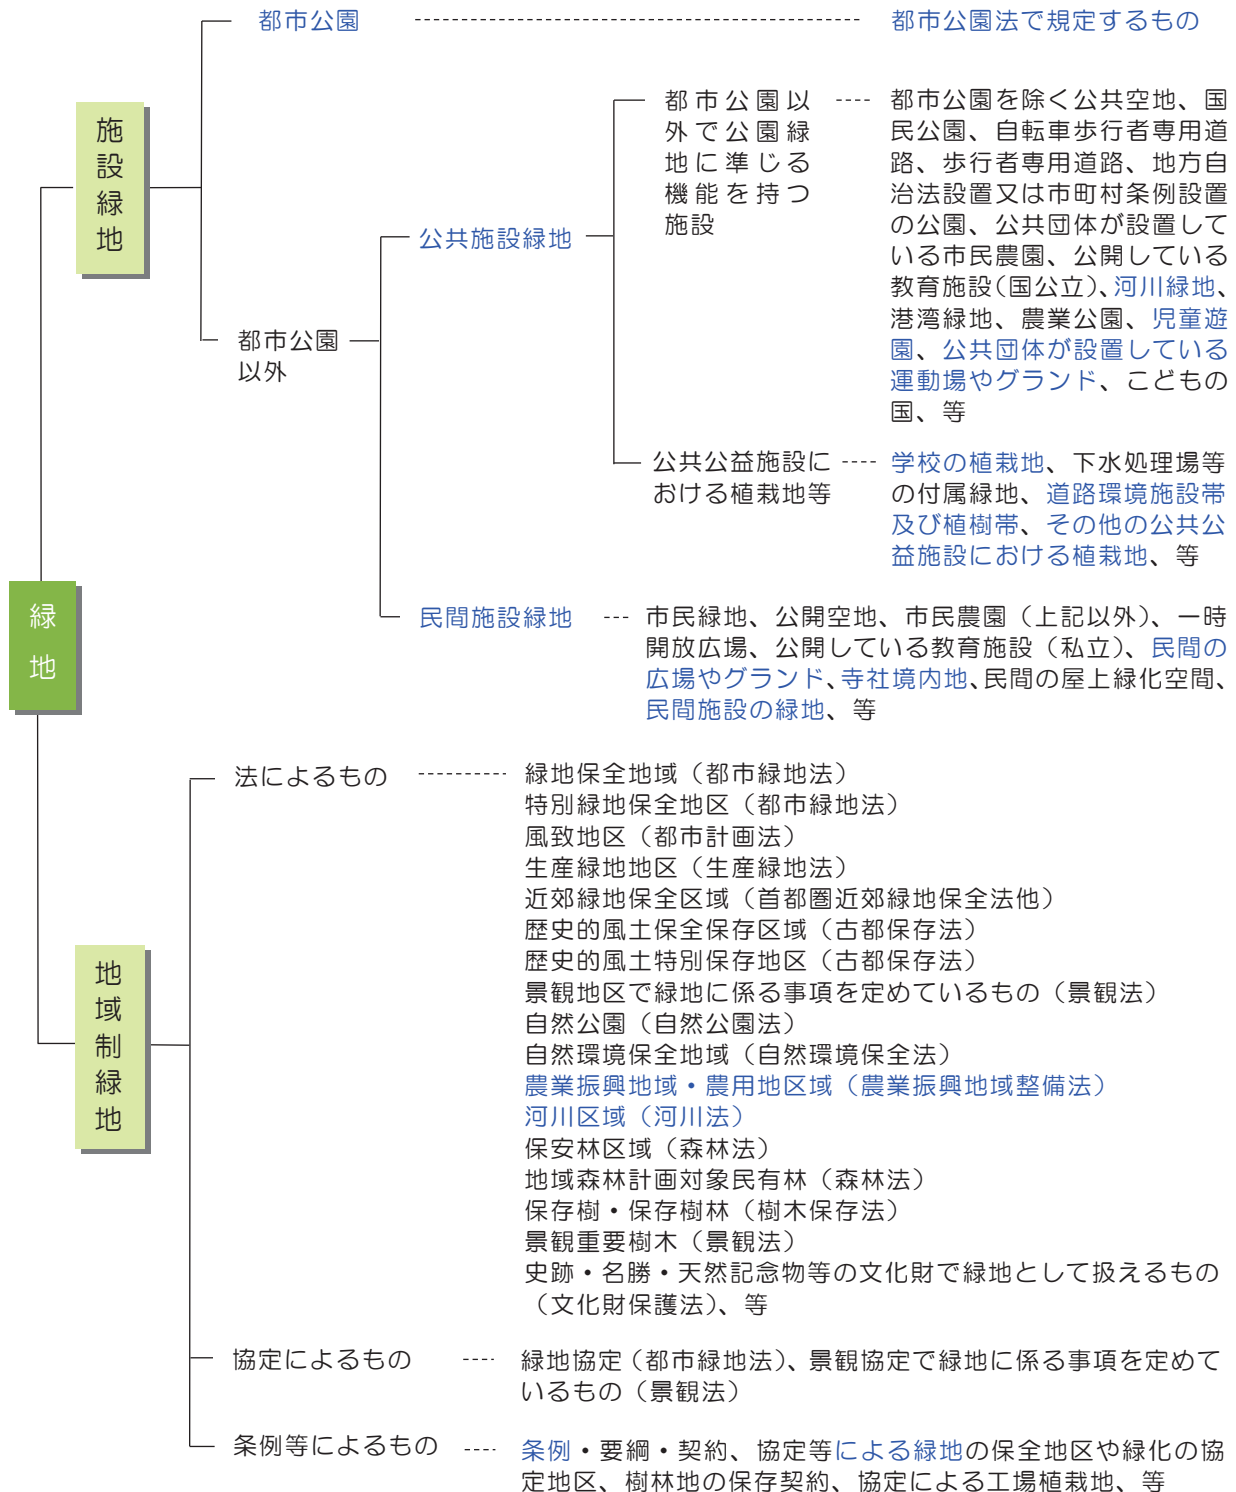 緑地
施設緑地
都市公園
都市公園法で規定するもの
都市公園
以外
公共施設緑地
都市公園以
外で公園緑
地に準じる
機能を持つ
施設
都市公園を除く公共空地、国
民公園、自転車歩行者専用道
路、歩行者専用道路、地方自
治法設置又は市町村条例設置
の公園、公共団体が設置して
いる市民農園、公開している
教育施設(国公立)、河川緑地、
港湾緑地、農業公園、児童遊
園、公共団体が設置している
運動場やグランド、こどもの
国、等
公共公益施設に
おける植栽地等
学校の植栽地、下水処理場等
の付属緑地、道路環境施設帯
及び植樹帯、その他の公共公
益施設における植栽地、等
民間施設緑地
市民緑地、公開空地、市民農園（上記以外）、一時
開放広場、公開している教育施設（私立）、民間の
広場やグランド、寺社境内地、民間の屋上緑化空間、
民間施設の緑地、等
地域制緑地
法によるもの
緑地保全地域（都市緑地法）
特別緑地保全地区（都市緑地法）
風致地区（都市計画法）
生産緑地地区（生産緑地法）
近郊緑地保全区域（首都圏近郊緑地保全法他）
歴史的風土保全保存区域（古都保存法）
歴史的風土特別保存地区（古都保存法）
景観地区で緑地に係る事項を定めているもの（景観法）
自然公園（自然公園法）
自然環境保全地域（自然環境保全法）
農業振興地域・農用地区域（農業振興地域整備法）
河川区域（河川法）
保安林区域（森林法）
地域森林計画対象民有林（森林法）
保存樹・保存樹林（樹木保存法）
景観重要樹木（景観法）
史跡・名勝・天然記念物等の文化財で緑地として扱えるもの
（文化財保護法）、等
協定によるもの
緑地協定（都市緑地法）、景観協定で緑地に係る事項を定めて
いるもの（景観法）
条例等によるもの
条例・要綱・契約、協定等による緑地の保全地区や緑化の協
定地区、樹林地の保存契約、協定による工場植栽地、等